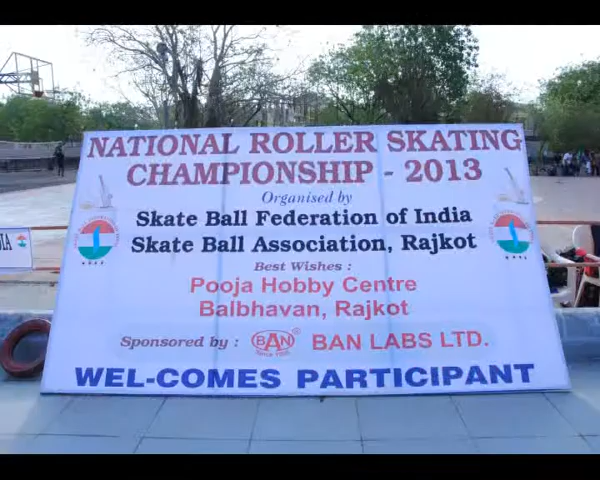 NATIONAL ROLLER SKATING
CHAMPIONSHIP - 2013
Organised by
Skate Ball Federation of India
Skate Ball Association, Rajkot
Best Wishes :
Pooja Hobby Centre
Balbhavan, Rajkot
Sponsored by : BAN® BAN LABS LTD.
WEL-COMES PARTICIPANT